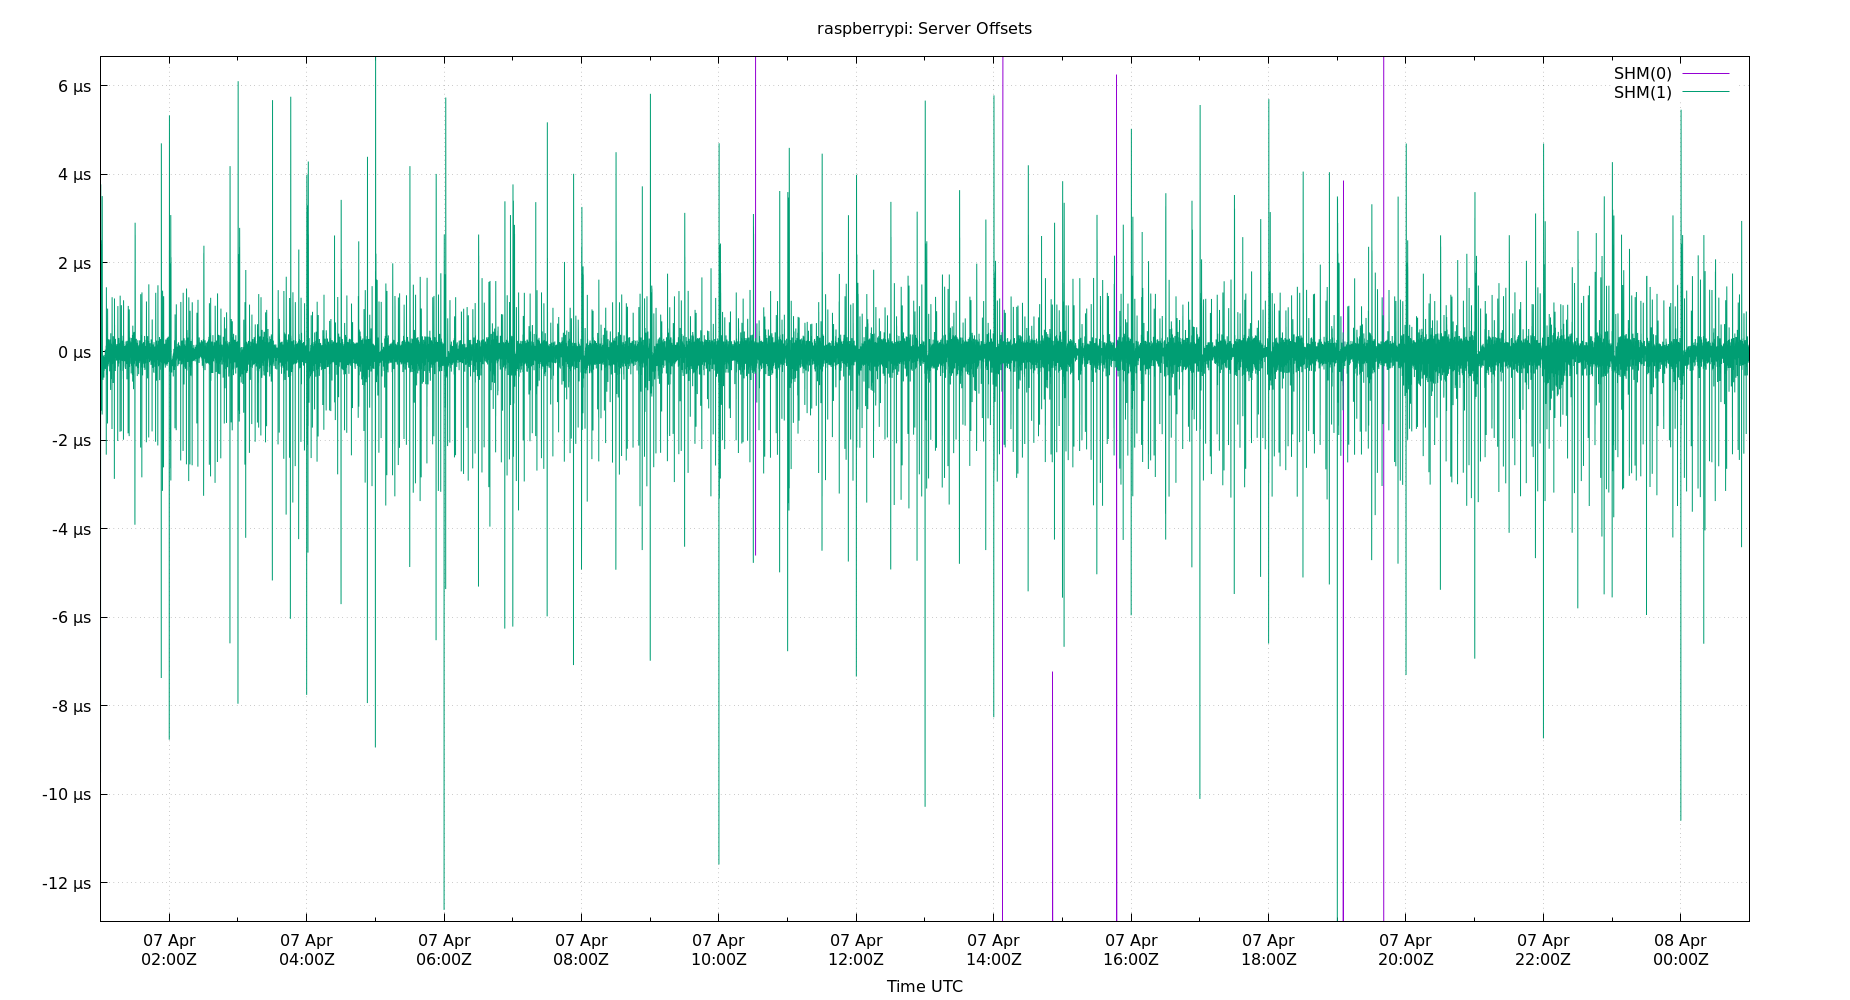 raspberrypi: Server Offsets
SHM(0)
SHM(1)
6 µs
4 µs
2 µs
0 µs
-2 µs
-4 µs
-6 µs
-8 µs
-10 µs
-12 µs
07 Apr 07 Apr 07 Apr 07 Apr 07 Apr 07 Apr 07 Apr 07 Apr 07 Apr 07 Apr 07 Apr 08 Apr
02:00Z 04:00Z 06:00Z 08:00Z 10:00Z 12:00Z 14:00Z 16:00Z 18:00Z 20:00Z 22:00Z 00:00Z
Time UTC